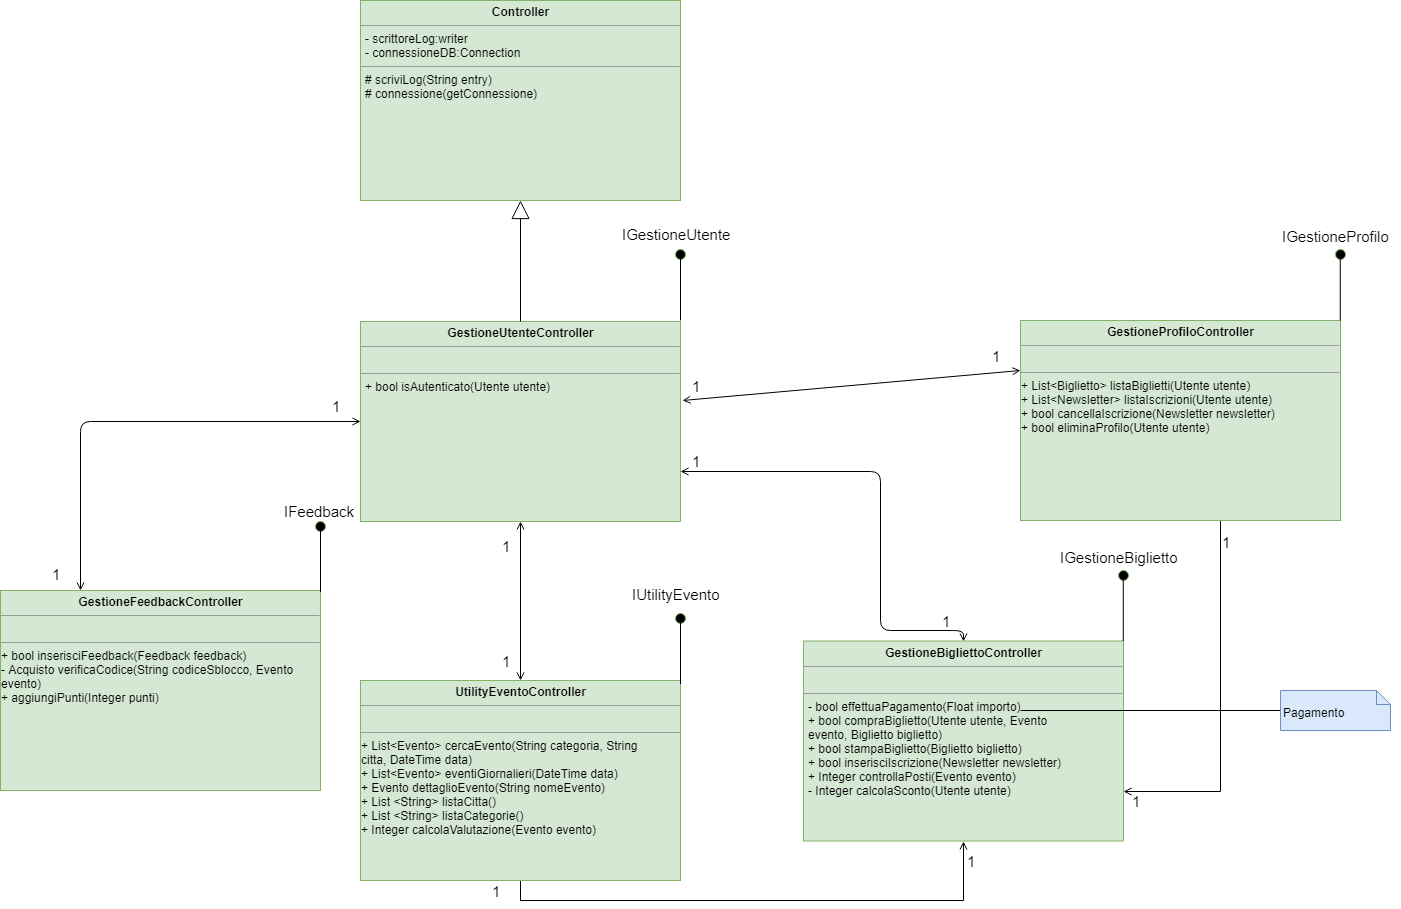 Controller
- scrittoreLog:writer
- connessioneDB:Connection
# scriviLog(String entry)
# connessione(getConnessione)
IGestioneUtente
IGestioneProfilo
GestioneUtenteController
+ bool isAutenticato(Utente utente)
GestioneProfiloController
+ List<Biglietto> listaBiglietti(Utente utente)
+ List<Newsletter> listaIscrizioni(Utente utente)
+ bool cancellaIscrizione(Newsletter newsletter)
+ bool eliminaProfilo(Utente utente)
1
1
1
1
IFeedback
1
1
1
IGestioneBiglietto
GestioneFeedbackController
+ bool inserisciFeedback(Feedback feedback)
- Acquisto verificaCodice(String codiceSblocco, Evento
evento)
+ aggiungiPunti(Integer punti)
IUtilityEvento
1
1
UtilityEventoController
+ List<Evento> cercaEvento(String categoria, String
citta, DateTime data)
+ List<Evento> eventiGiornalieri(DateTime data)
+ Evento dettaglioEvento(String nomeEvento)
+ List <String> listaCitta()
+ List <String> listaCategorie()
+ Integer calcolaValutazione(Evento evento)
GestioneBigliettoController
- bool effettuaPagamento(Float importo)
+ bool compraBiglietto(Utente utente, Evento
evento, Biglietto biglietto)
+ bool stampaBiglietto(Biglietto biglietto)
+ bool inserisciIscrizione(Newsletter newsletter)
+ Integer controllaPosti(Evento evento)
- Integer calcolaSconto(Utente utente)
Pagamento
1
1
1